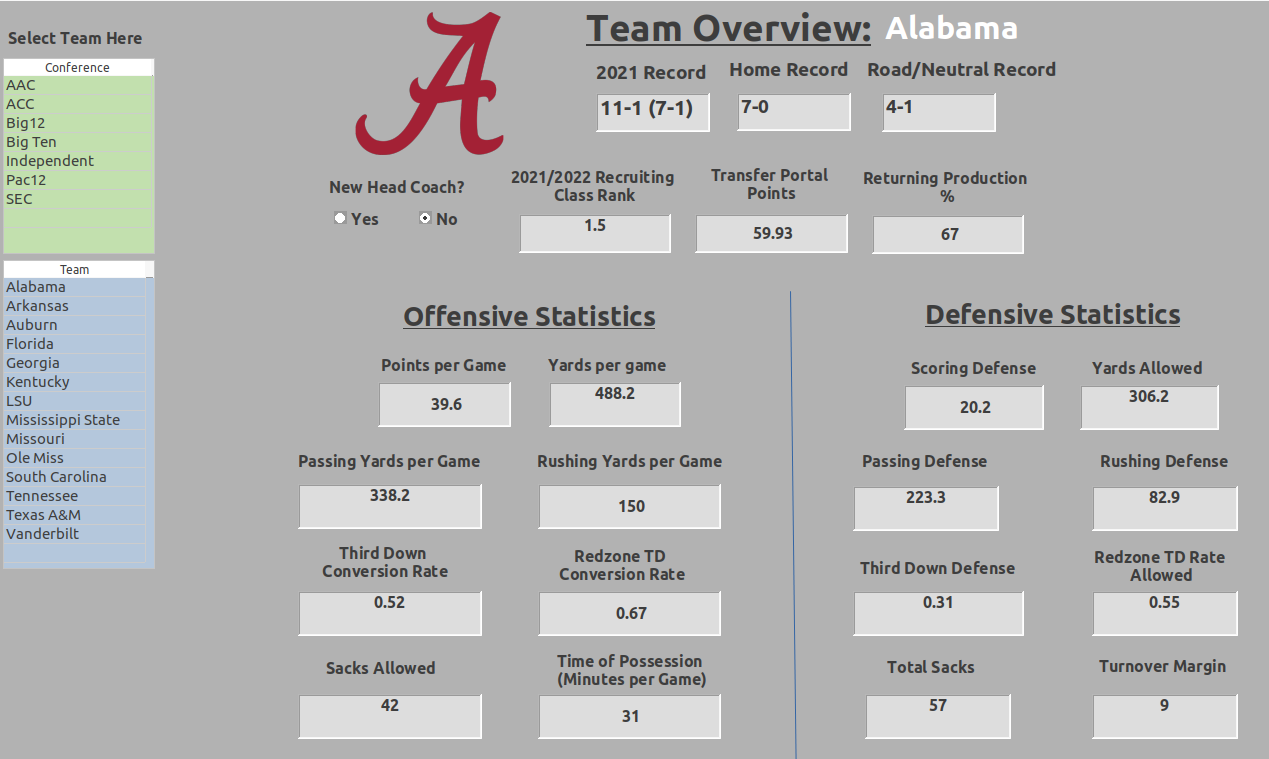 Team Overview: Alabama
Select Team Here
Conference
AAC
ACC
Big12
Big Ten
Independent
Pac12
SEC
Team
Alabama
Arkansas
Auburn
Florida
Georgia
Kentucky
LSU
Mississippi State
Missouri
Ole Miss
South Carolina
Tennessee
Texas A&M
Vanderbilt
A
2021 Record
11-1 (7-1)
Home Record
7-0
Road/Neutral Record
4-1
New Head Coach?
Yes
No
2021/2022 Recruiting
Class Rank
1.5
Transfer Portal
Points
59.93
Returning Production
%
67
Offensive Statistics
Points per Game
39.6
Yards per game
488.2
Passing Yards per Game
338.2
Rushing Yards per Game
150
Third Down
Conversion Rate
0.52
Redzone TD
Conversion Rate
0.67
Sacks Allowed
42
Time of Possession
(Minutes per Game)
31
Defensive Statistics
Scoring Defense
20.2
Yards Allowed
306.2
Passing Defense
223.3
Rushing Defense
82.9
Third Down Defense
0.31
Redzone TD Rate
Allowed
0.55
Total Sacks
57
Turnover Margin
9